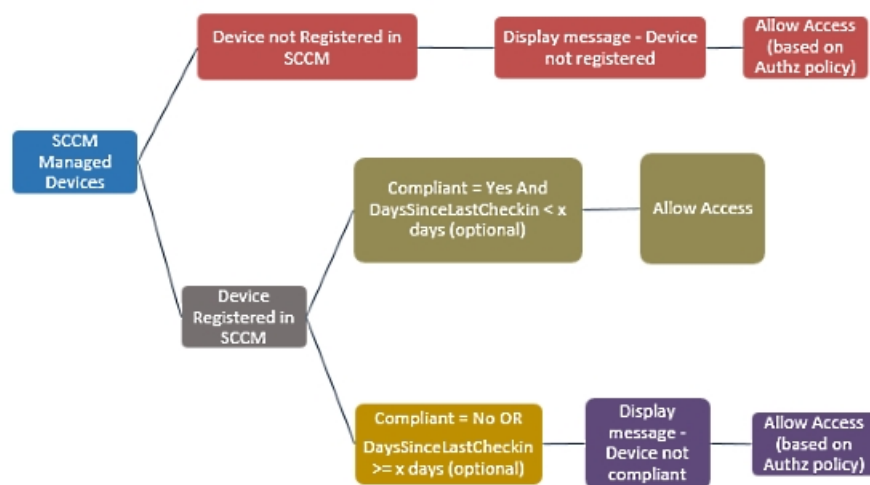 Device not Registered in
SCCM
Display message - Device
not registered
Allow Access
(based on
Authz policy)
SCCM
Managed
Devices
Compliant = Yes And
DaysSinceLastCheckin < x
days (optional)
Allow Access
Device
Registered in
SCCM
Compliant = No OR
DaysSinceLastCheckin
>= x days (optional)
Display
message -
Device not
compliant
Allow Access
(based on
Authz policy)